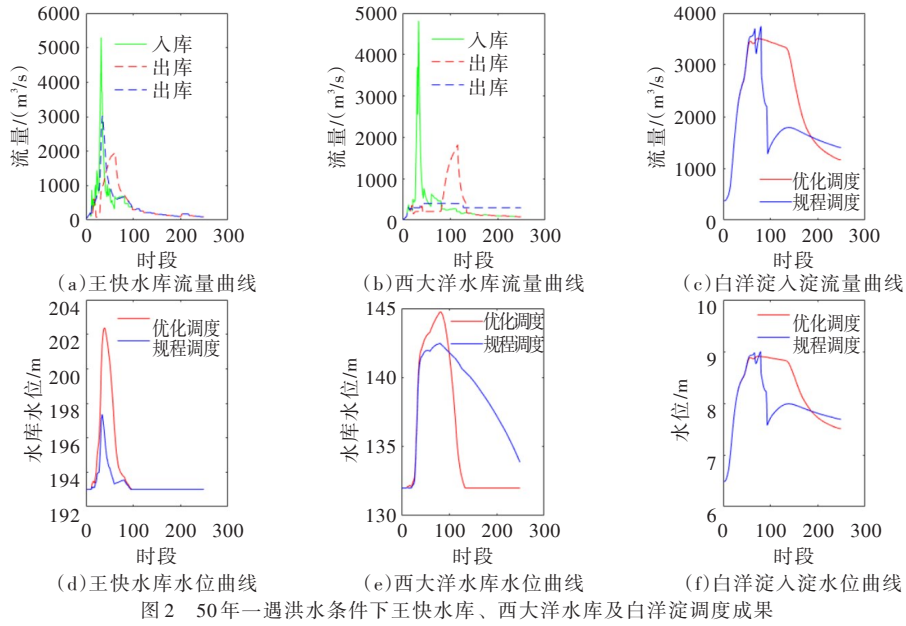 6000
5000
4000
3000
2000
1000
0
流量/(m³/s)
入库
出库
出库
0 100 200 300
时段
(a)王快水库流量曲线
5000
4000
3000
2000
1000
0
流量/(m³/s)
入库
出库
出库
0 100 200 300
时段
(b)西大洋水库流量曲线
4000
3000
2000
1000
0
流量/(m³/s)
优化调度
规程调度
0 100 200 300
时段
(c)白洋淀入淀流量曲线
204
202
200
198
196
194
192
水库水位/m
优化调度
规程调度
0 100 200 300
时段
(d)王快水库水位曲线
145
142
135
130
水库水位/m
优化调度
规程调度
0 100 200 300
时段
(e)西大洋水库水位曲线
10
9
8
7
6
水位/m
优化调度
规程调度
0 100 200 300
时段
(f)白洋淀入淀水位曲线
图2 50年一遇洪水条件下王快水库、西大洋水库及白洋淀调度成果